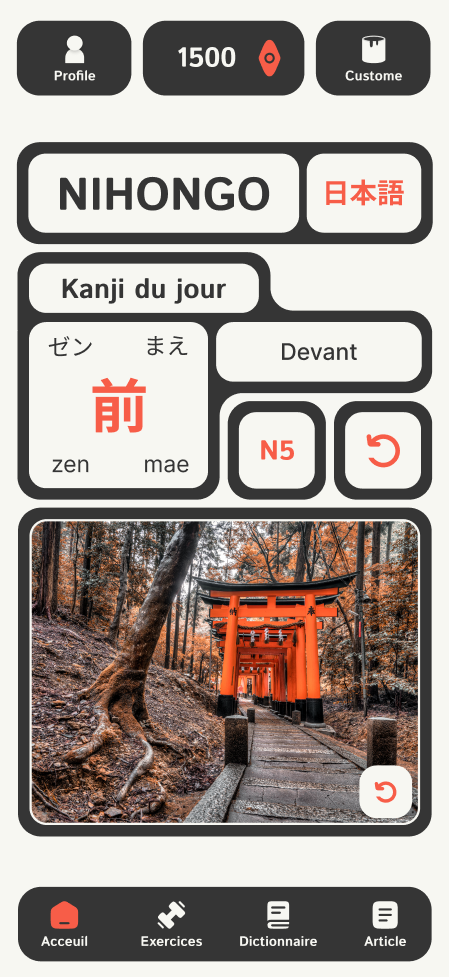 Profile
1500
Custome
NIHONGO
日本語
Kanji du jour
ゼン まえ
前
zen mae
Devant
N5
Acceuil
Exercices
Dictionnaire
Article